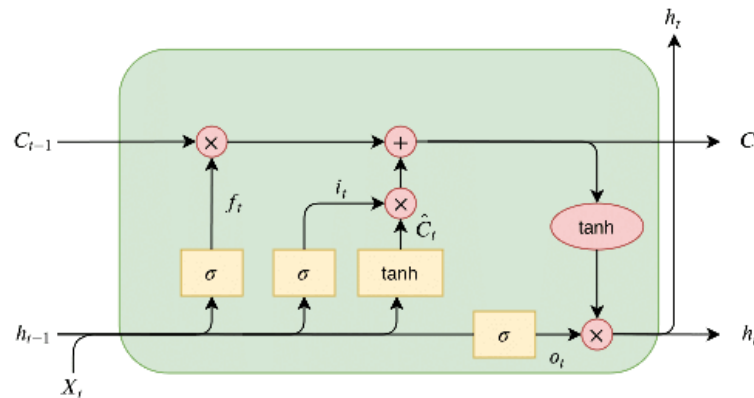 h_t
C_{t-1} × + C
f_t i_t × Ĉ_t tanh
σ σ tanh
h_{t-1} σ o_t × h
X_t